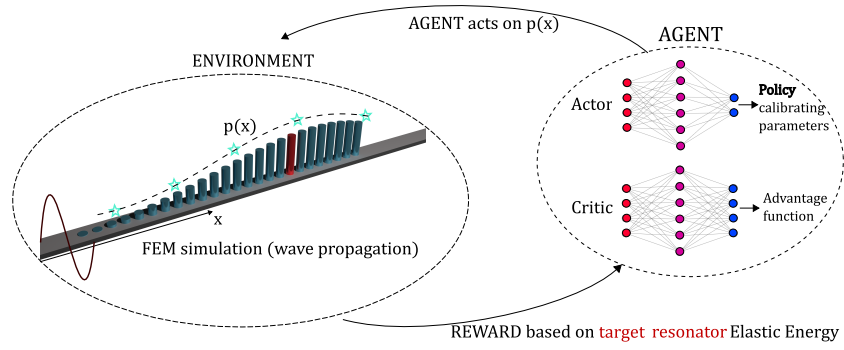 AGENT acts on p(x)
ENVIRONMENT
AGENT
p(x)
x
FEM simulation (wave propagation)
Actor
Policy
calibrating
parameters
Critic
Advantage
function
REWARD based on target resonator Elastic Energy